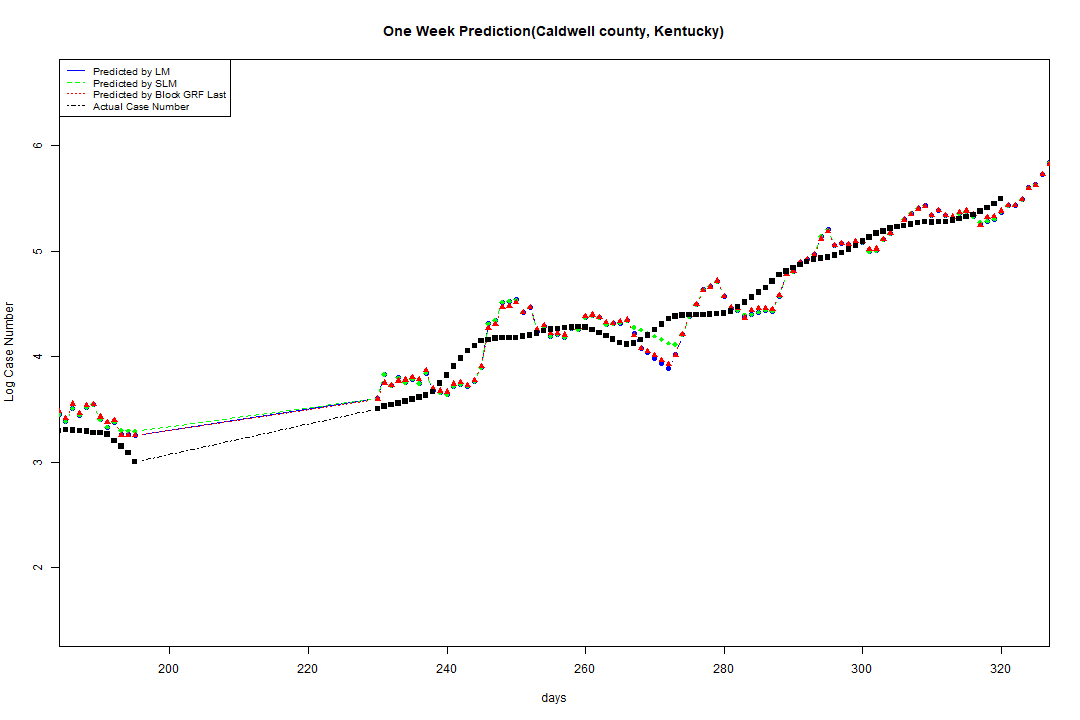 One Week Prediction(Caldwell county, Kentucky)
Predicted by LM
Predicted by SLM
Predicted by Block GRF Last
Actual Case Number
6
5
4
3
2
Log Case Number
200 220 240 260 280 300 320
days